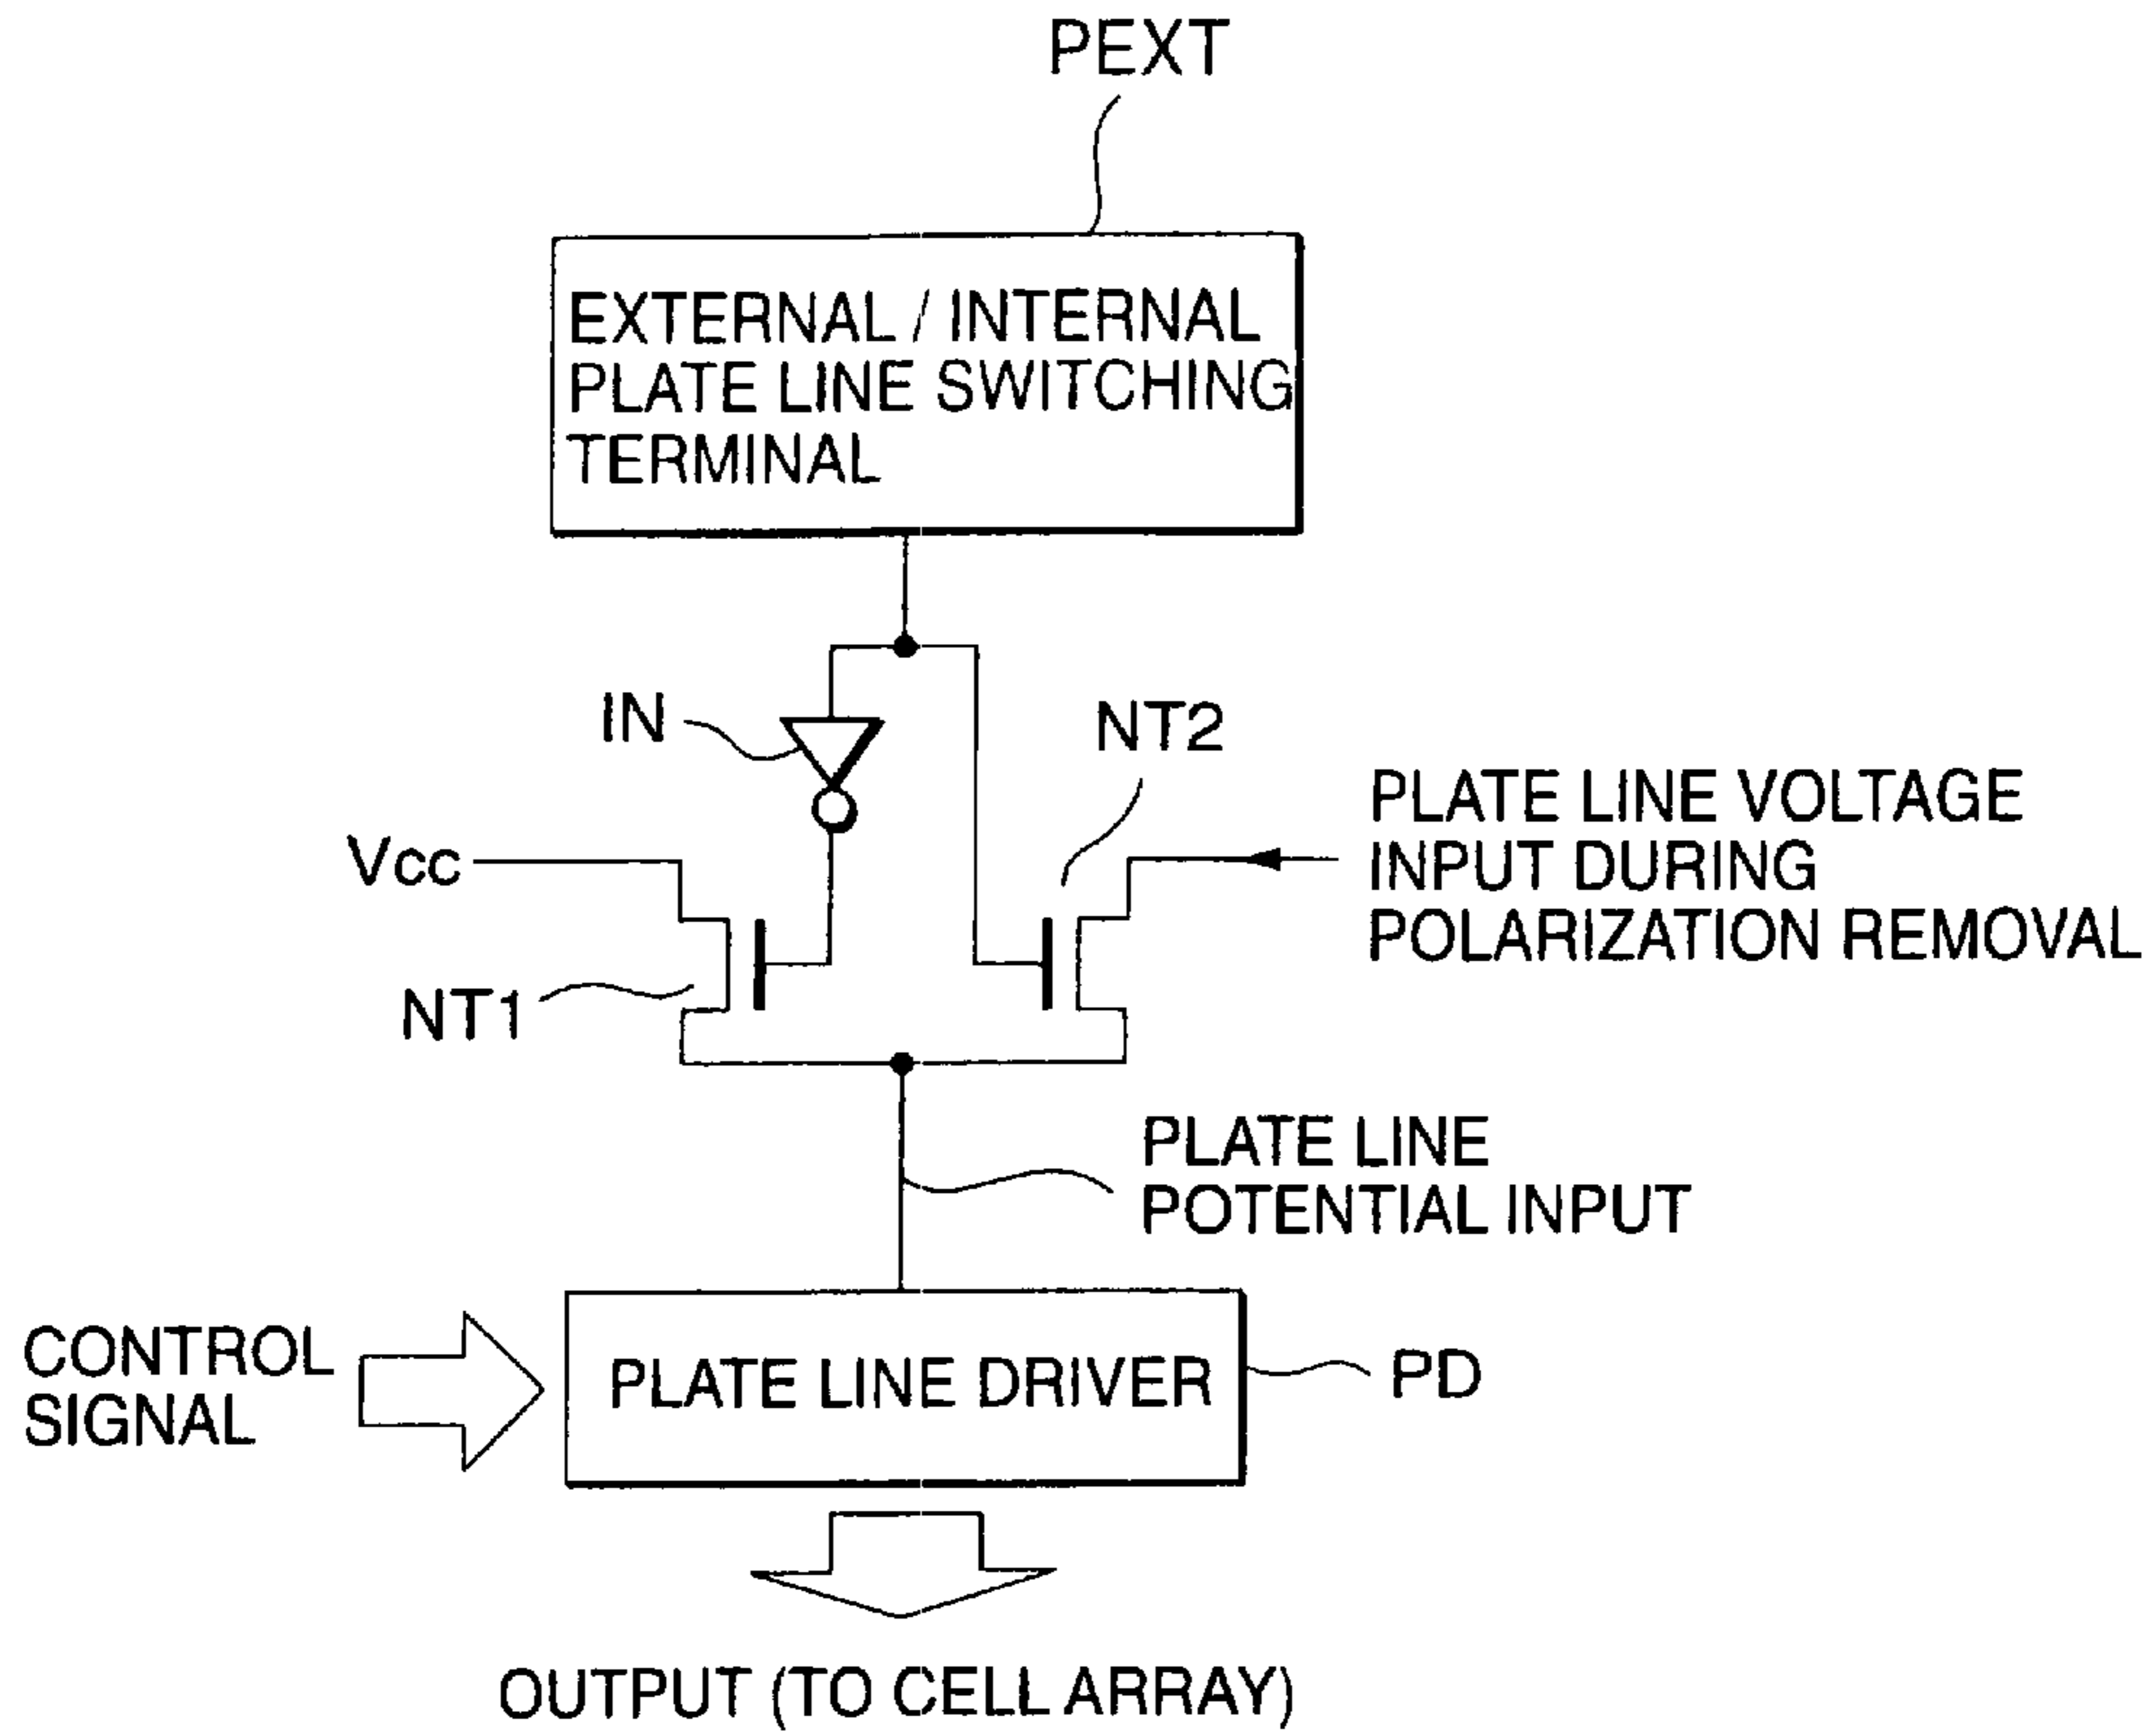 PEXT
EXTERNAL / INTERNAL
PLATE LINE SWITCHING
TERMINAL
IN
NT2
PLATE LINE VOLTAGE
INPUT DURING
POLARIZATION REMOVAL
Vcc
NT1
PLATE LINE
POTENTIAL INPUT
CONTROL
SIGNAL
PLATE LINE DRIVER
PD
OUTPUT (TO CELL ARRAY)